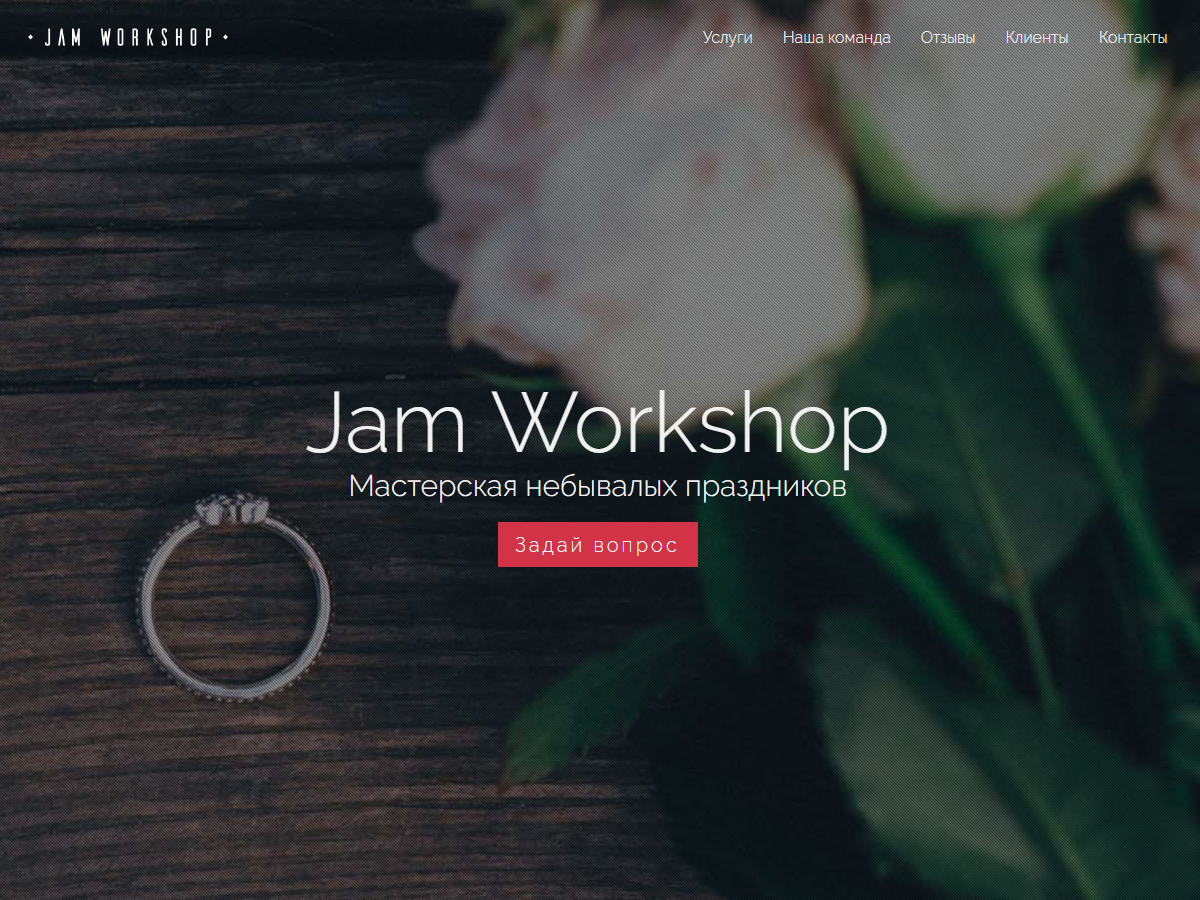 JAM WORKSHOP
Услуги Наша команда Отзывы Клиенты Контакты
Jam Workshop
Мастерская небывалых праздников
Задай вопрос